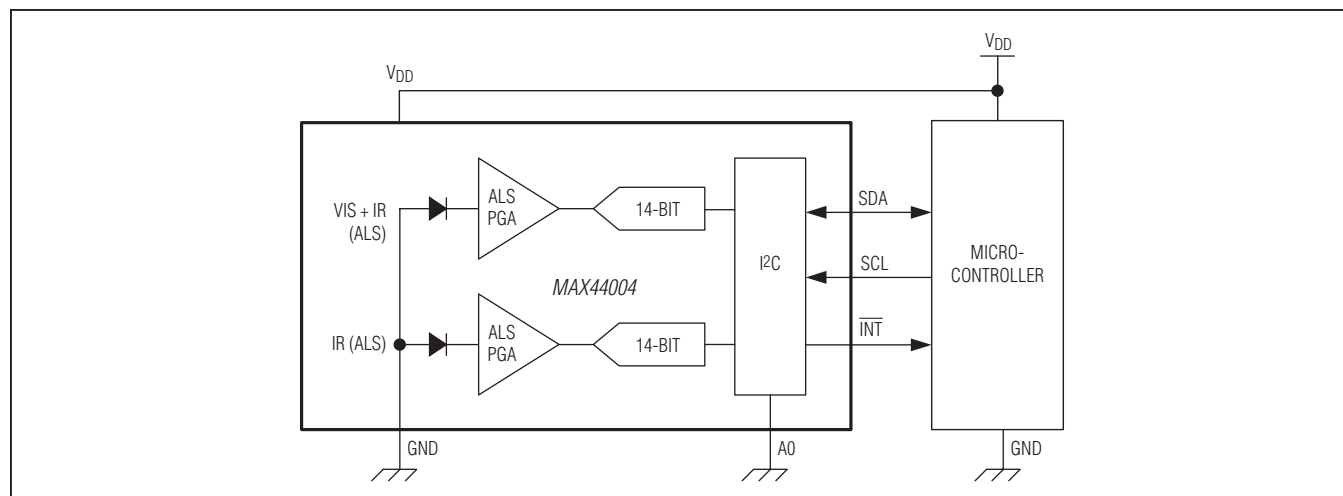 VDD
VDD
VIS + IR
(ALS)
ALS
PGA
14-BIT
I2C
SDA
SCL
INT
MICRO-
CONTROLLER
MAX44004
IR (ALS)
ALS
PGA
14-BIT
GND
A0
GND